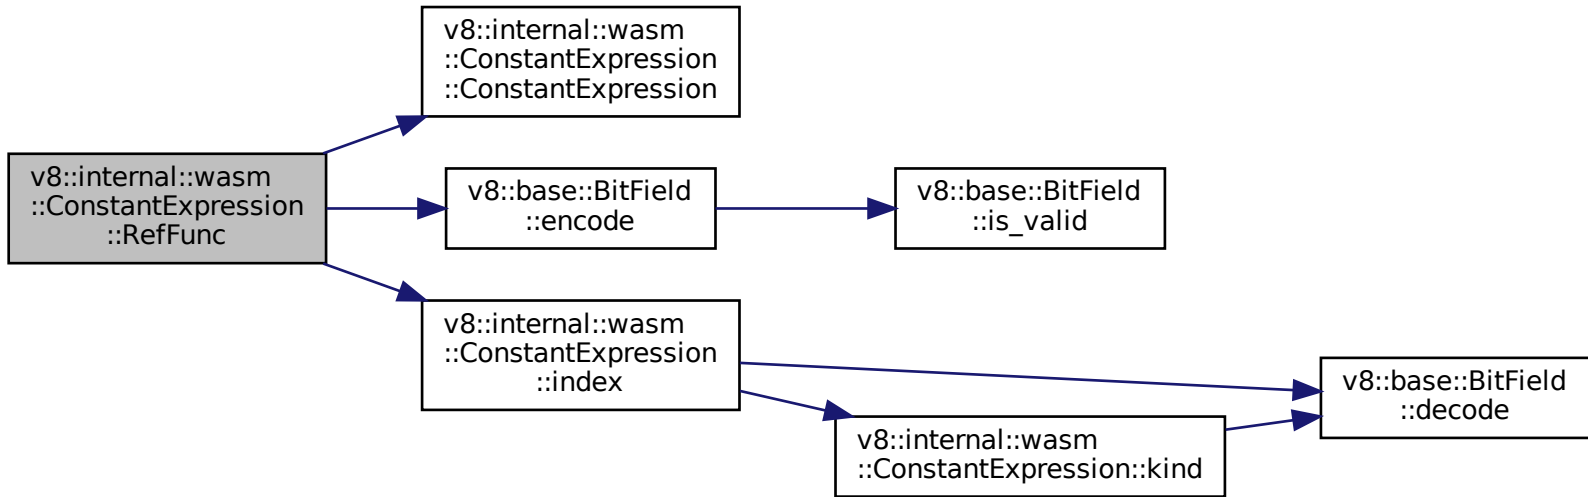 v8::internal::wasm
::ConstantExpression
::ConstantExpression
v8::internal::wasm
::ConstantExpression
::RefFunc
v8::base::BitField
::encode
v8::base::BitField
::is_valid
v8::internal::wasm
::ConstantExpression
::index
v8::base::BitField
::decode
v8::internal::wasm
::ConstantExpression::kind